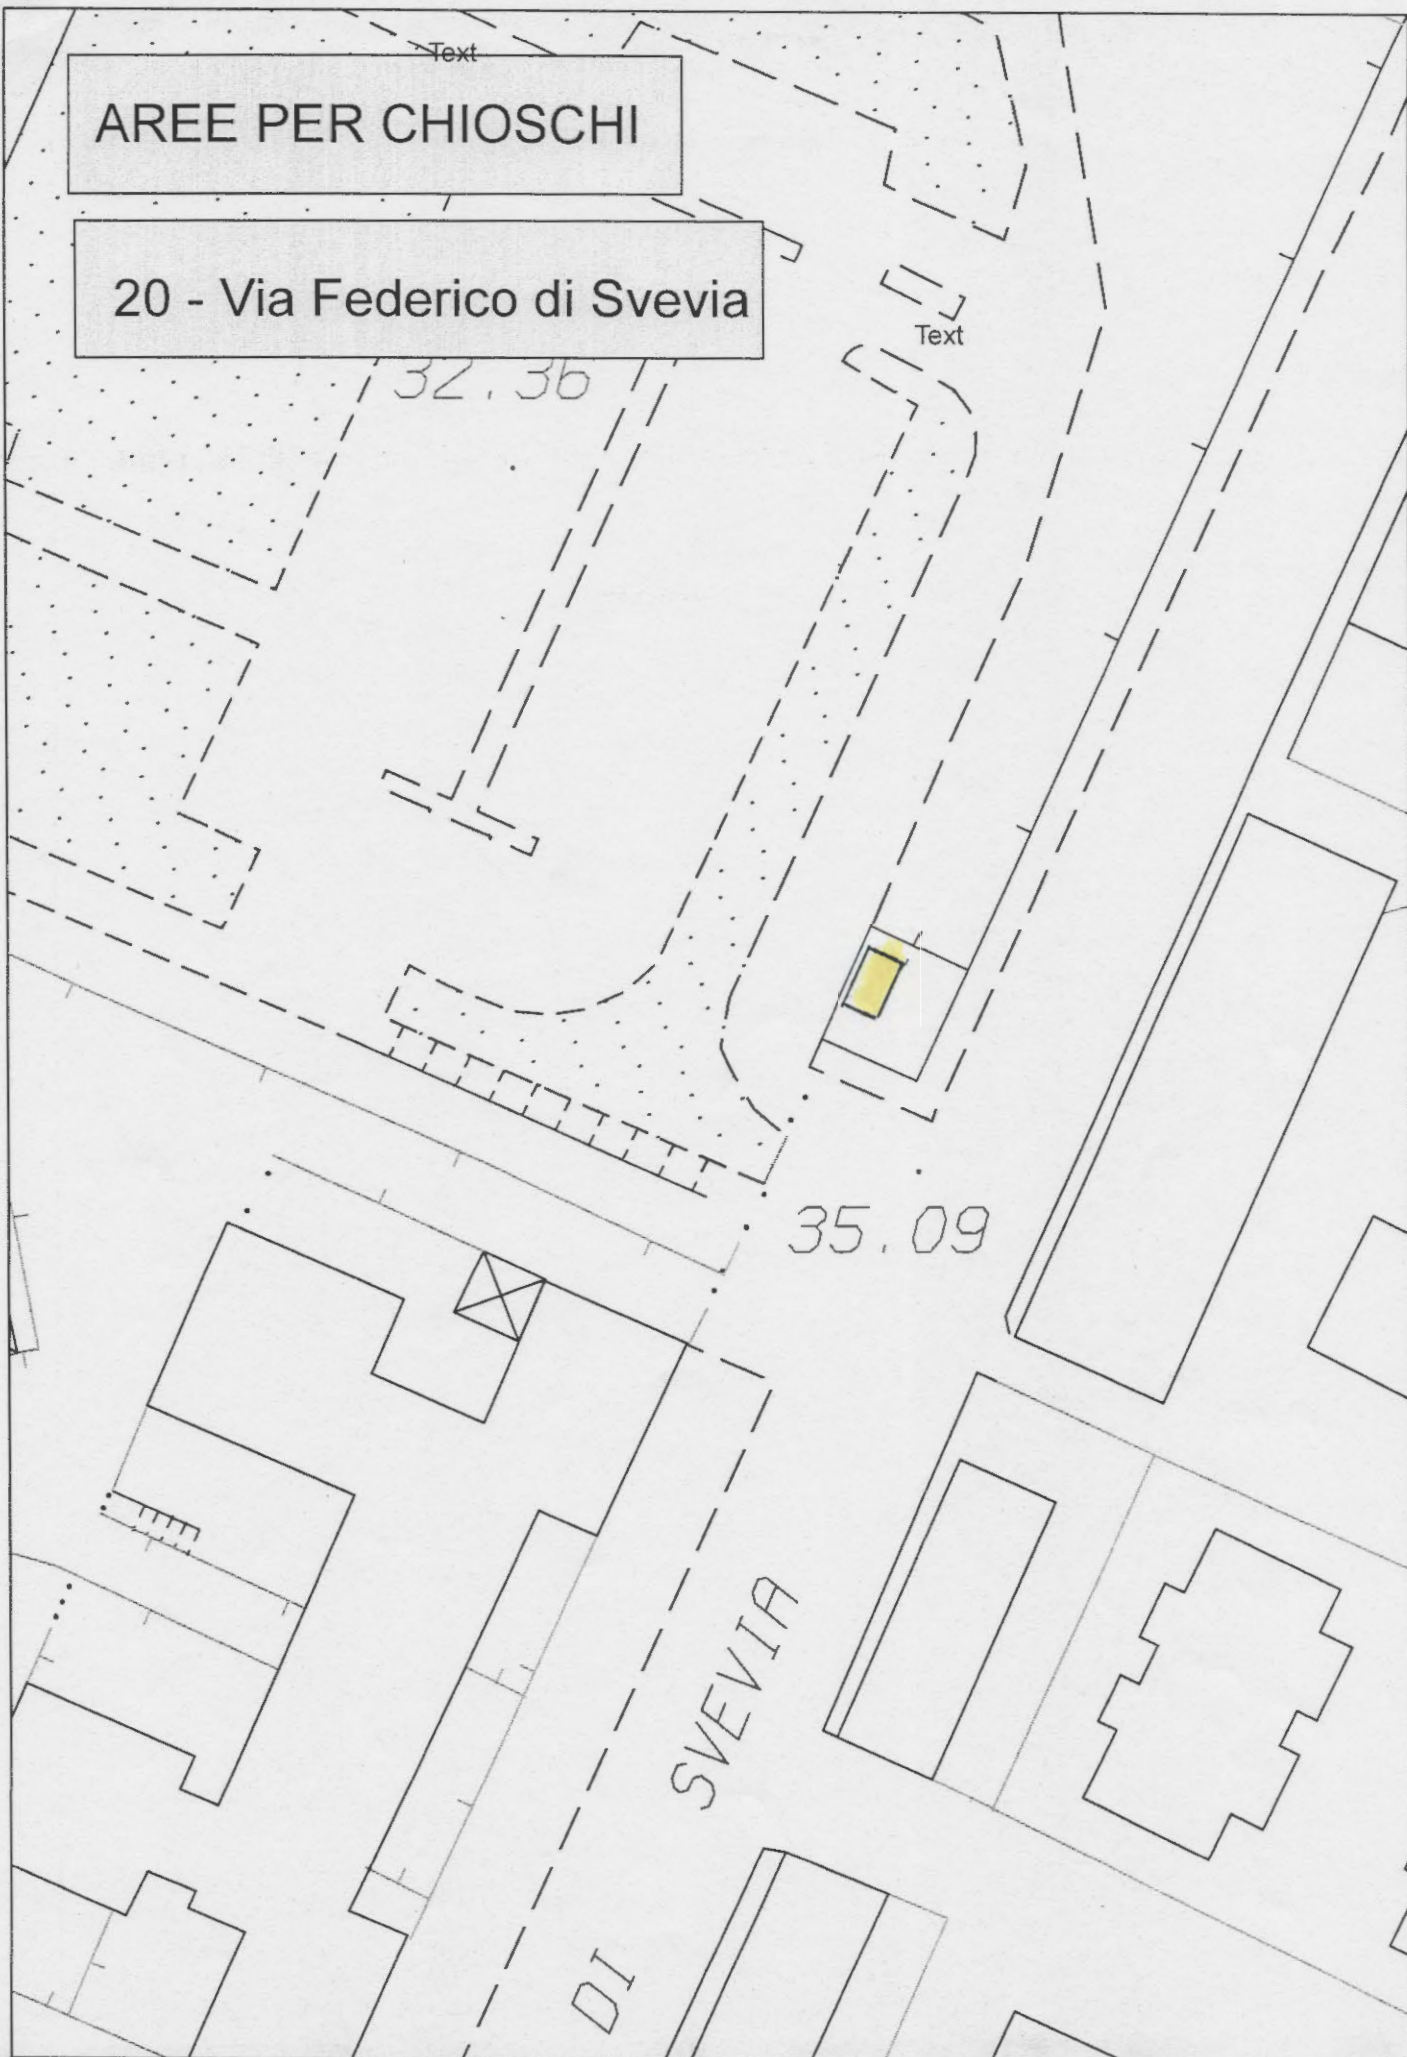 Text
AREE PER CHIOSCHI
20 - Via Federico di Svevia
Text
32.36
35.09
DI SVEVIA